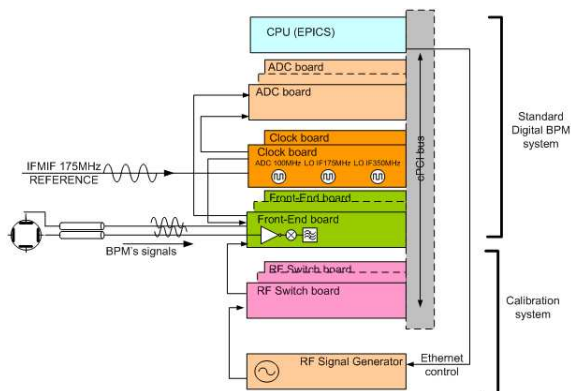 CPU (EPICS)
ADC board
ADC board
Clock board
Clock board
ADC 100MHz LO IF175MHz LO IF350MHz
IFMIF 175MHz
REFERENCE
Front-End board
Front-End board
BPM's signals
RF Switch board
RF Switch board
RF Signal Generator
Ethernet
control
cPCI bus
Standard
Digital BPM
system
Calibration
system